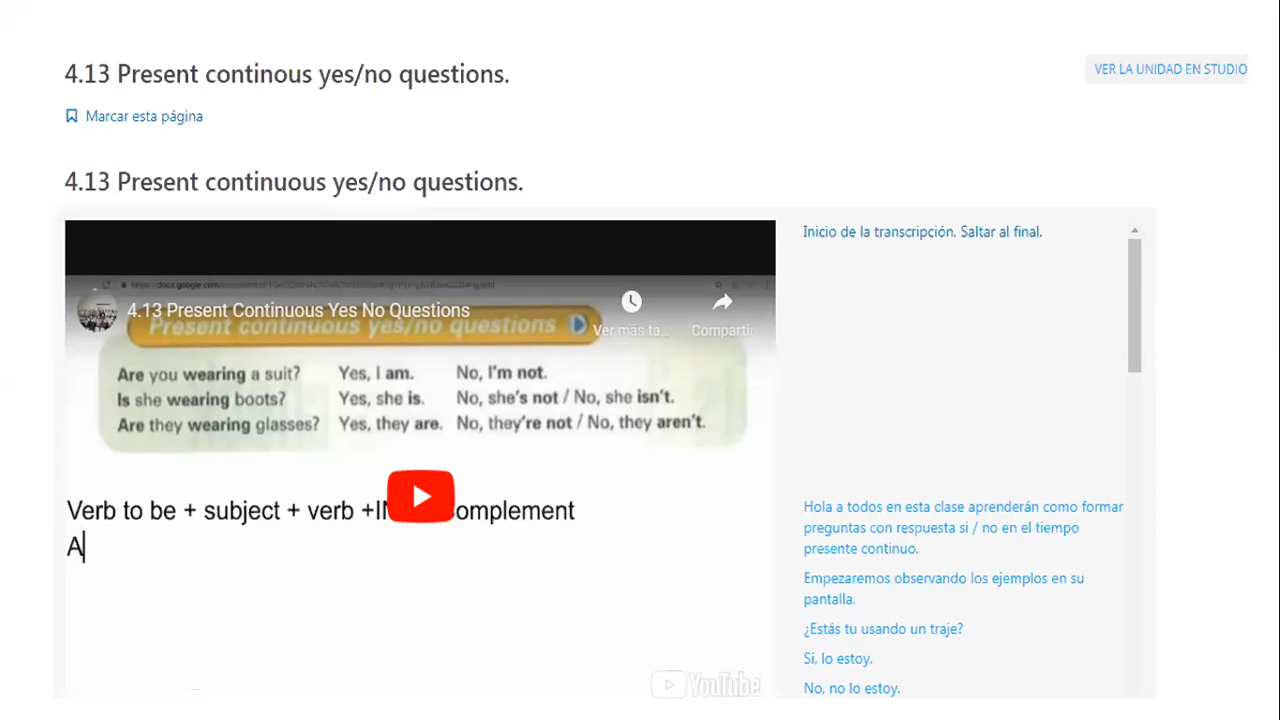 4.13 Present continous yes/no questions.
VER LA UNIDAD EN STUDIO
Marcar esta página
4.13 Present continuous yes/no questions.
4.13 Present Continuous Yes No Questions
Ver más ta...
Compartir
Present continuous yes/no questions
Are you wearing a suit? Yes, I am. No, I'm not.
Is she wearing boots? Yes, she is. No, she's not / No, she isn't.
Are they wearing glasses? Yes, they are. No, they're not / No, they aren't.
Verb to be + subject + verb +IN omplement
A
YouTube
Inicio de la transcripción. Saltar al final.
Hola a todos en esta clase aprenderán como formar
preguntas con respuesta si / no en el tiempo
presente continuo.
Empezaremos observando los ejemplos en su
pantalla.
¿Estás tu usando un traje?
Si, lo estoy.
No, no lo estoy.